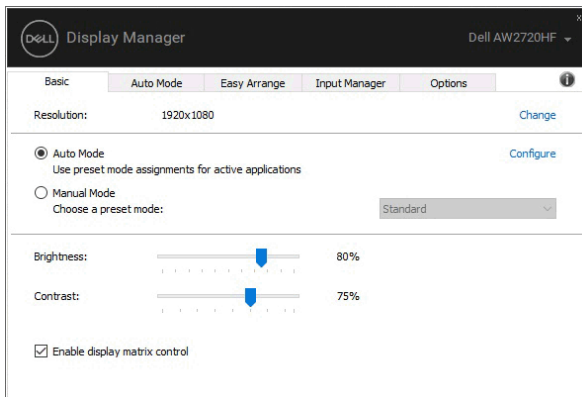 DELL Display Manager
Dell AW2720HF
Basic
Auto Mode
Easy Arrange
Input Manager
Options
Resolution: 1920x1080 Change
Auto Mode Configure
Use preset mode assignments for active applications
Manual Mode
Choose a preset mode: Standard
Brightness: 80%
Contrast: 75%
Enable display matrix control